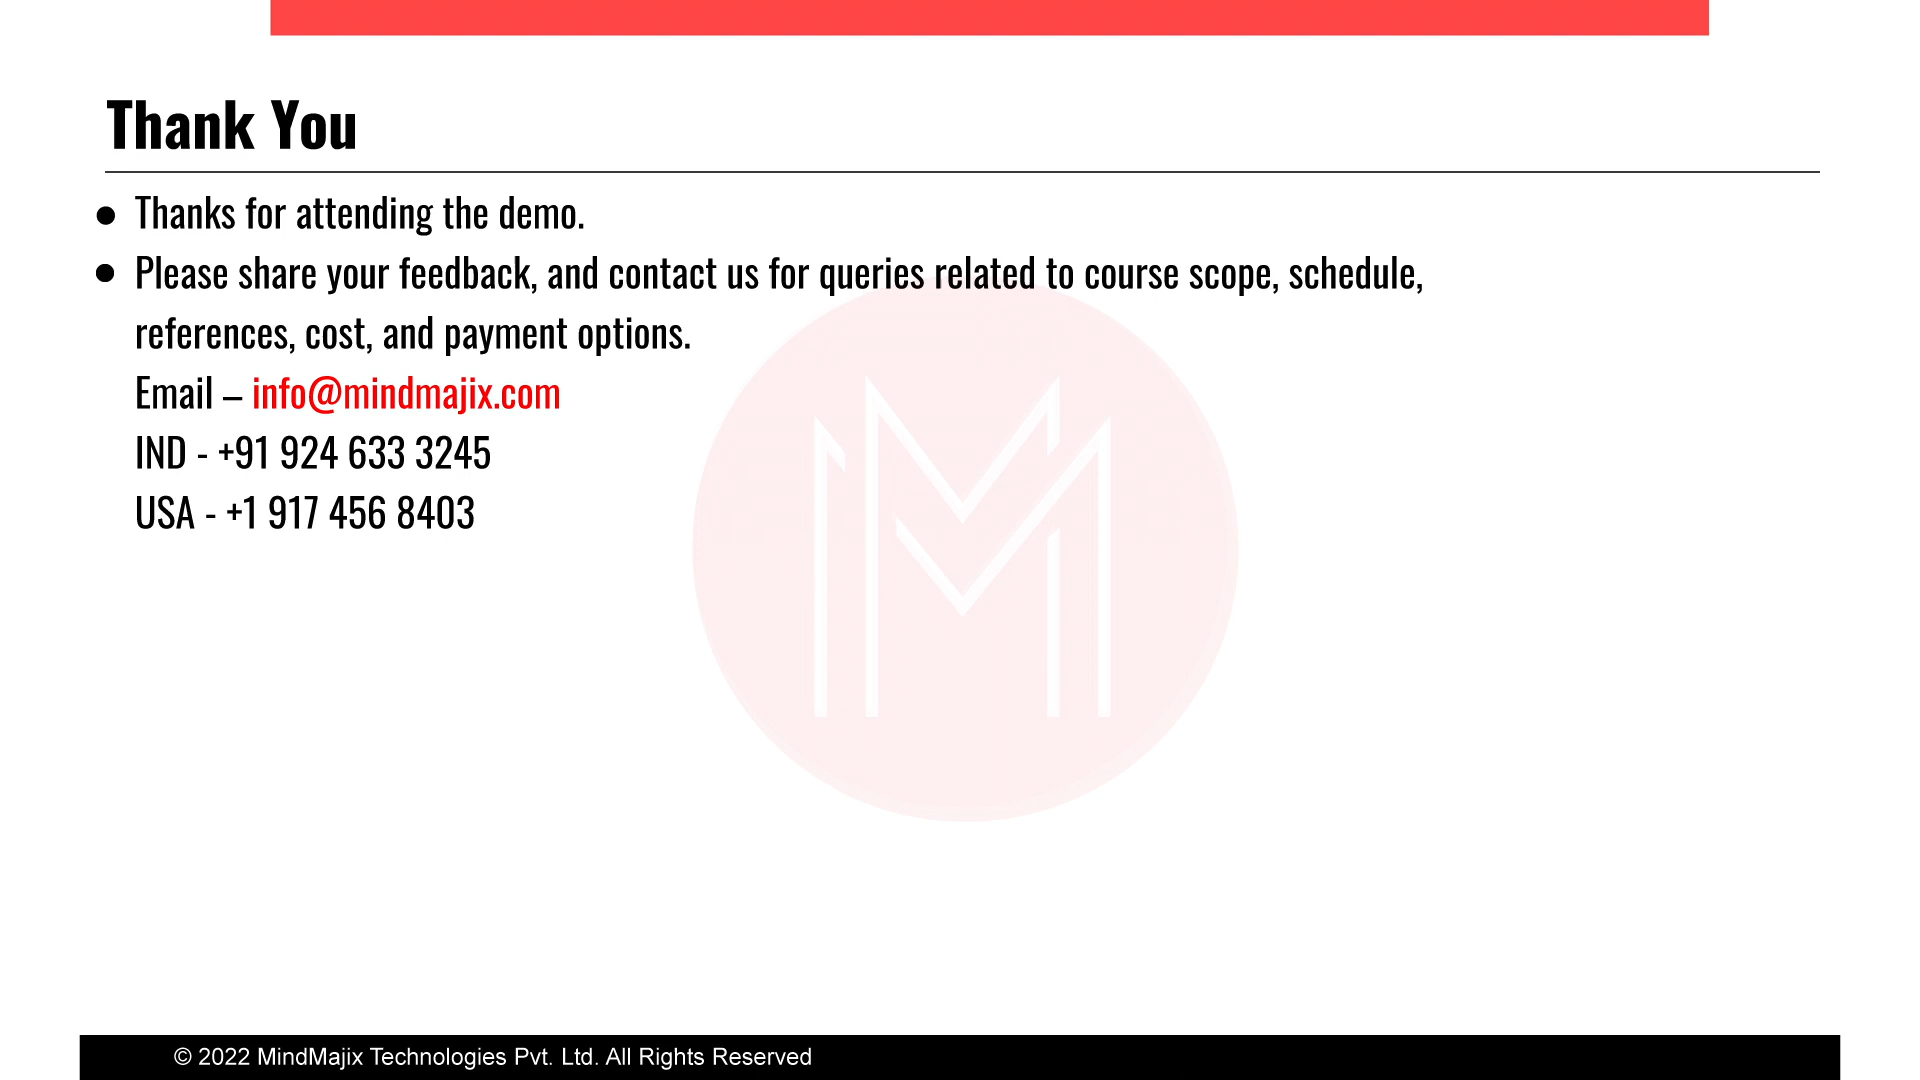 Thank You
● Thanks for attending the demo.
● Please share your feedback, and contact us for queries related to course scope, schedule,
references, cost, and payment options.
Email – info@mindmajix.com
IND - +91 924 633 3245
USA - +1 917 456 8403
© 2022 MindMajix Technologies Pvt. Ltd. All Rights Reserved